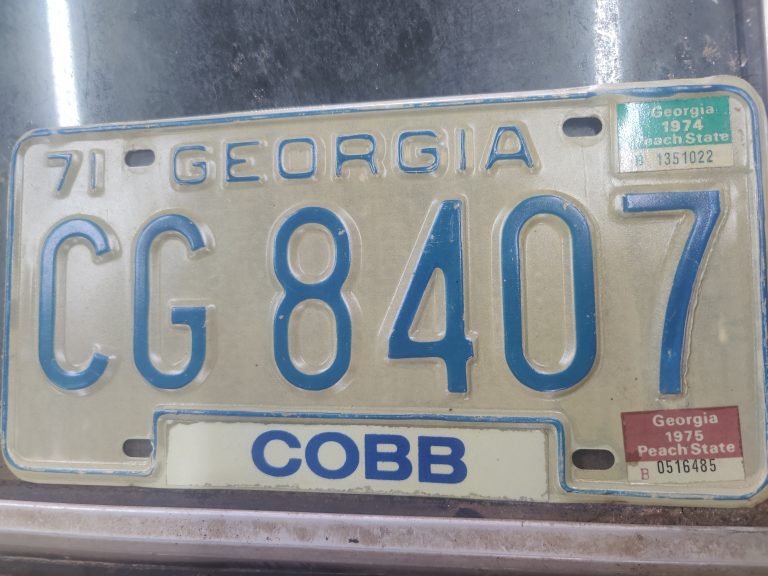 71 GEORGIA
Georgia
1974
Peach State
B 1351022
CG 8407
COBB
Georgia
1975
Peach State
B 0516485